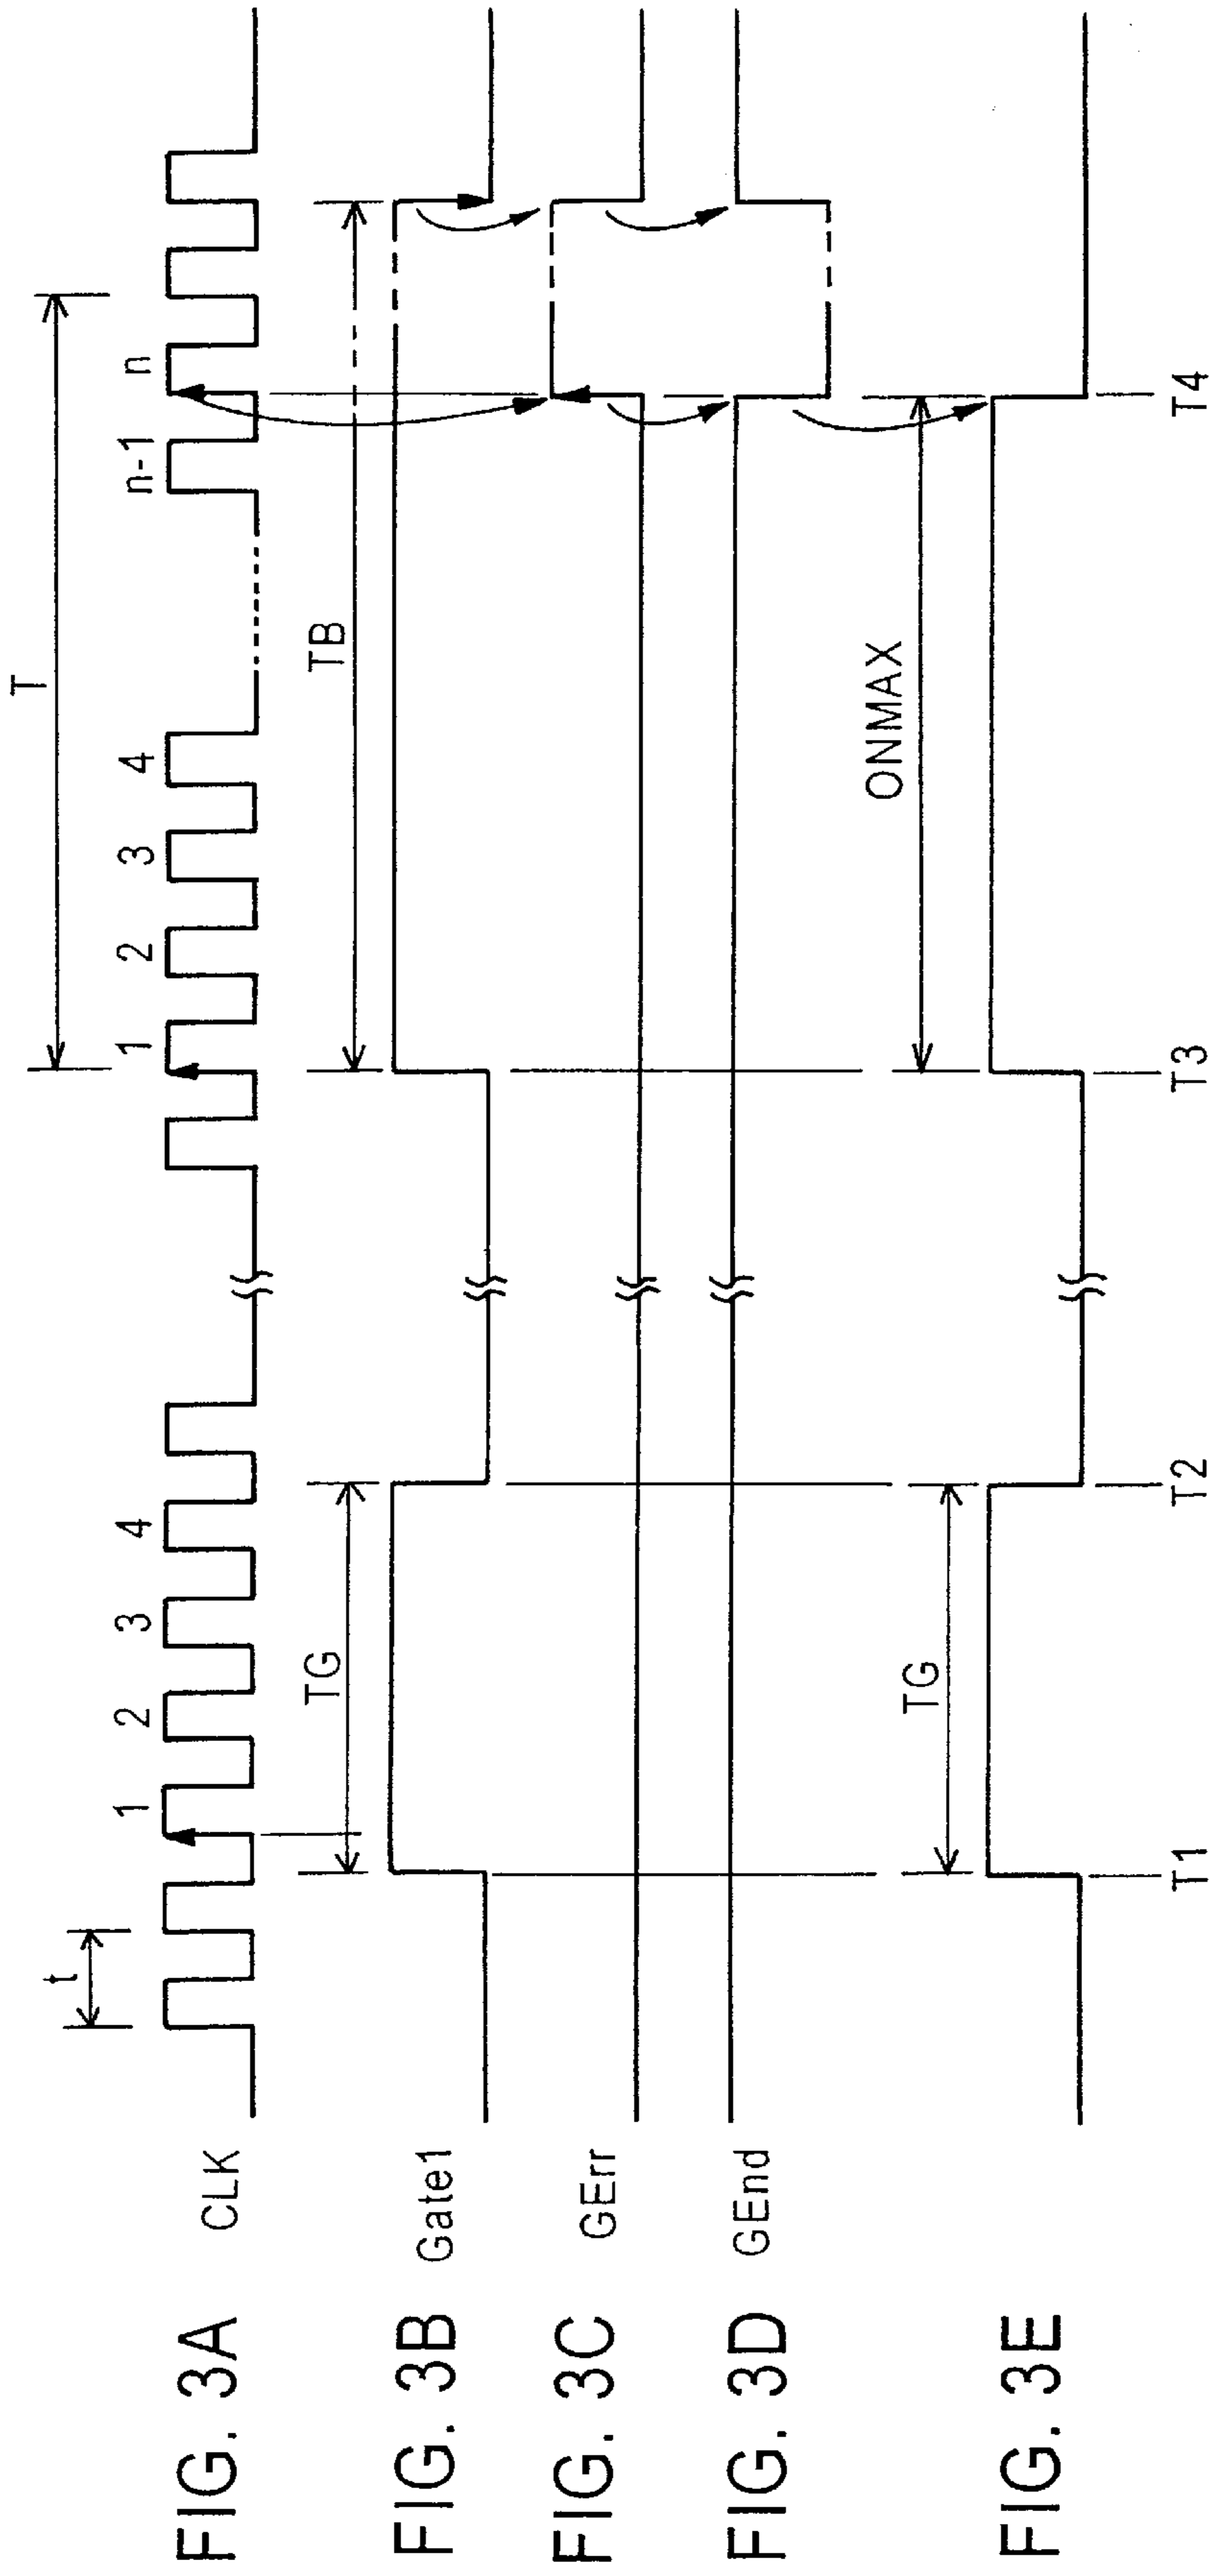 FIG. 3A CLK
t
1 2 3 4
1 2 3 4 n-1 n
T
FIG. 3B Gate1
TG
TB
FIG. 3C GErr
FIG. 3D GEnd
FIG. 3E
TG
ONMAX
T1 T2 T3 T4